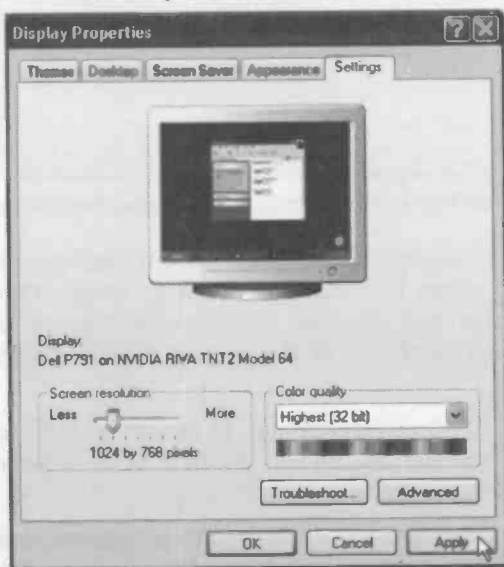 Display Properties
Themes Desktop Screen Saver Appearance Settings
Display:
Dell P791 on NVIDIA RIVA TNT2 Model 64
Screen resolution
Less More
1024 by 768 pixels
Color quality
Highest (32 bit)
Troubleshoot... Advanced
OK Cancel Apply